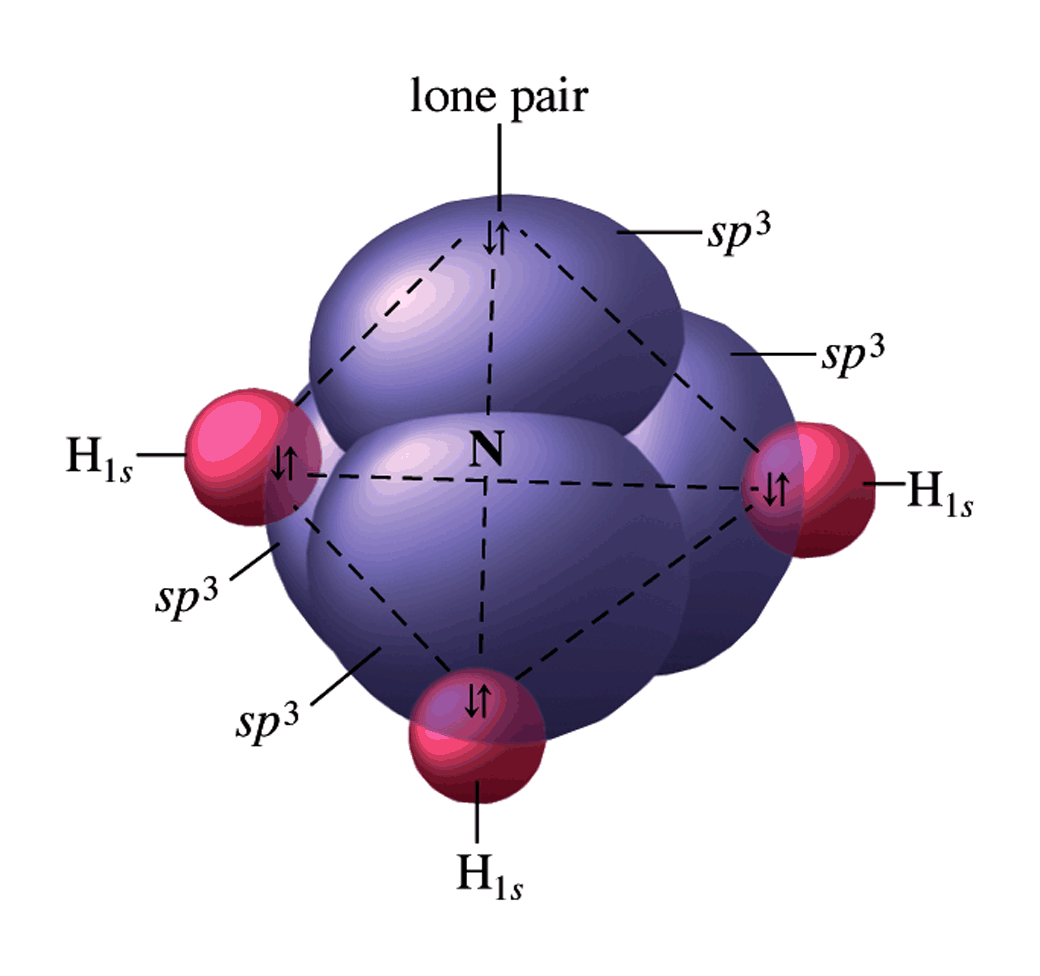 lone pair
↓↑
sp³
sp³
N
H₁ₛ
↓↑
↓↑
H₁ₛ
sp³
sp³
↓↑
H₁ₛ